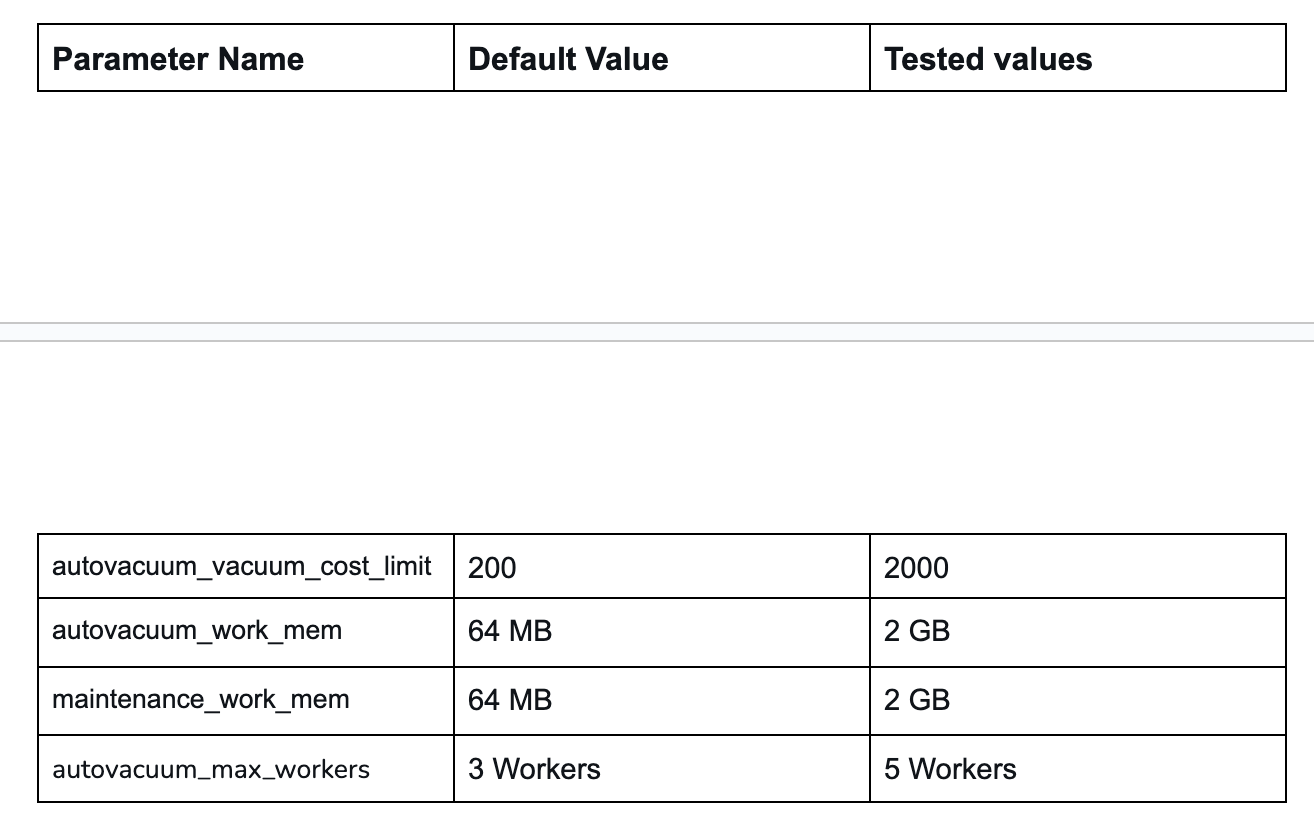 Parameter Name Default Value Tested values
autovacuum_vacuum_cost_limit 200 2000
autovacuum_work_mem 64 MB 2 GB
maintenance_work_mem 64 MB 2 GB
autovacuum_max_workers 3 Workers 5 Workers